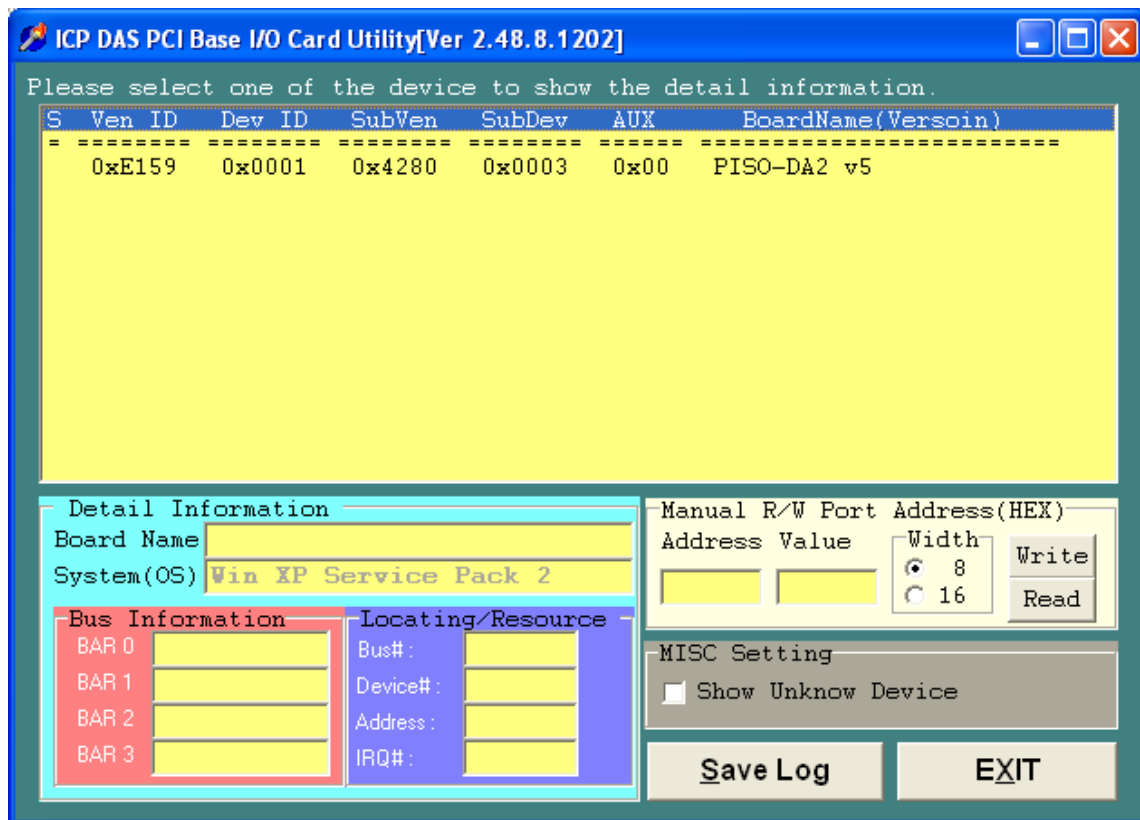 ICP DAS PCI Base I/O Card Utility[Ver 2.48.8.1202]
Please select one of the device to show the detail information.
S Ven ID Dev ID SubVen SubDev AUX BoardName(Versoin)
= ======== ======== ======== ======== ====== =========================
0xE159 0x0001 0x4280 0x0003 0x00 PISO-DA2 v5
Detail Information
Board Name
System(OS) Win XP Service Pack 2
Bus Information
BAR 0
BAR 1
BAR 2
BAR 3
Locating/Resource
Bus# :
Device# :
Address :
IRQ# :
Manual R/W Port Address(HEX)
Address Value
Width
8
16
Write
Read
MISC Setting
Show Unknow Device
Save Log
EXIT